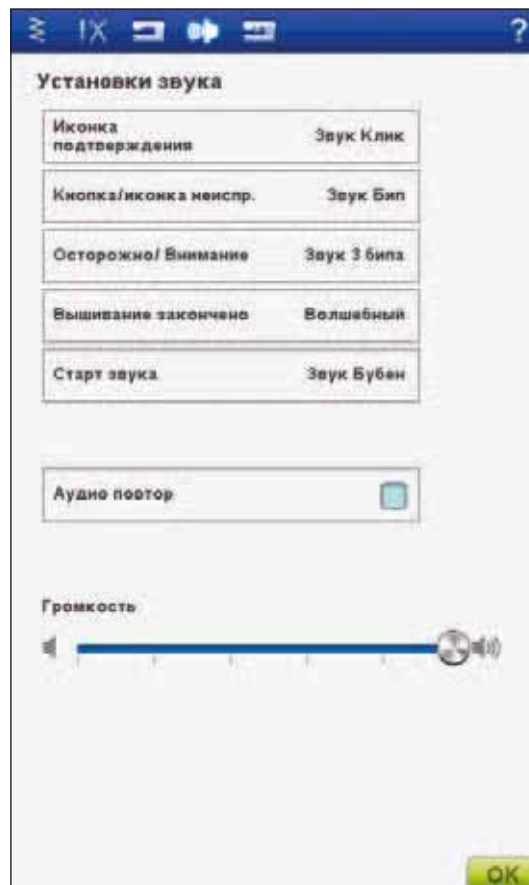 ?
Установки звука
Иконка
подтверждения
Звук Клик
Кнопка/иконка неиспр.
Звук Бип
Осторожно/ Внимание
Звук 3 бипа
Вышивание закончено
Волшебный
Старт звука
Звук Бубен
Аудио повтор
Громкость
OK